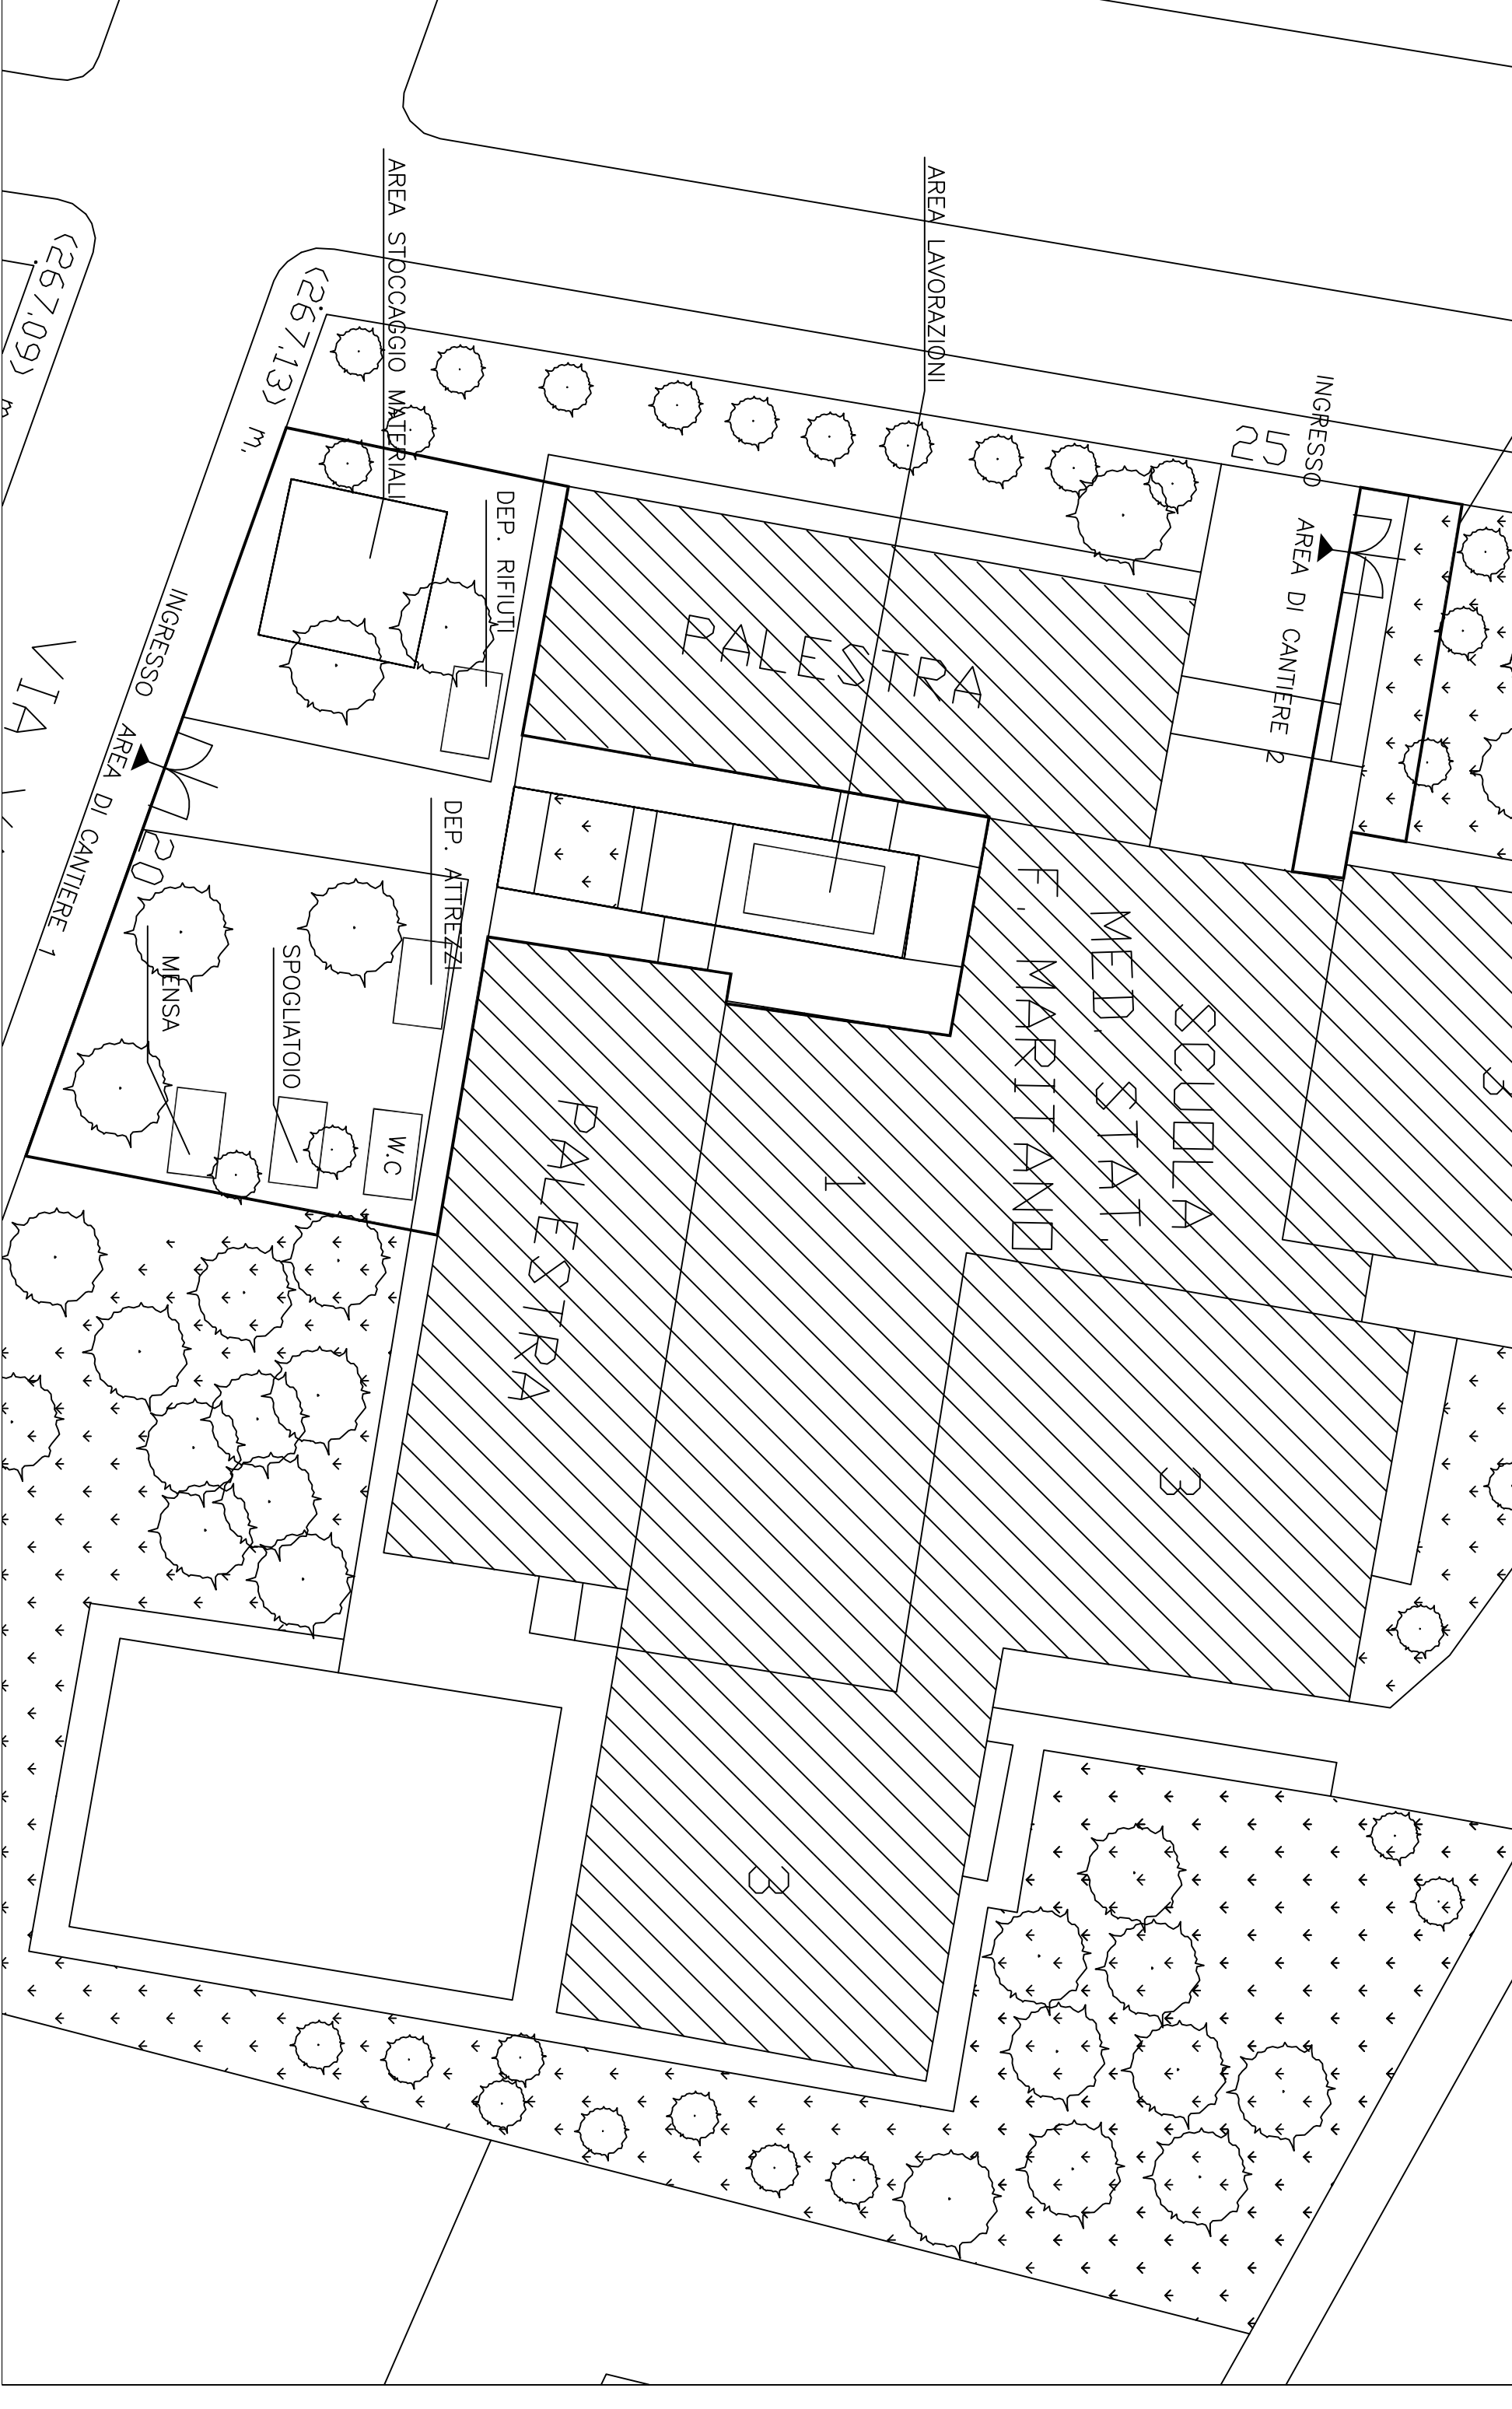 AREA STOCCAGGIO MATERIALI
AREA LAVORAZIONI
(267.09)
(267.13) m.
25
INGRESSO
AREA DI CANTIERE 2
DEP. RIFIUTI
PALESTRA
INGRESSO AREA DI CANTIERE 1
VIA
20
DEP. ATTREZZI
MENSA
SPOGLIATOIO
W.C
SCUOLA
MED. STAT.
F. MARITANO
PALESTRA
1
3
3